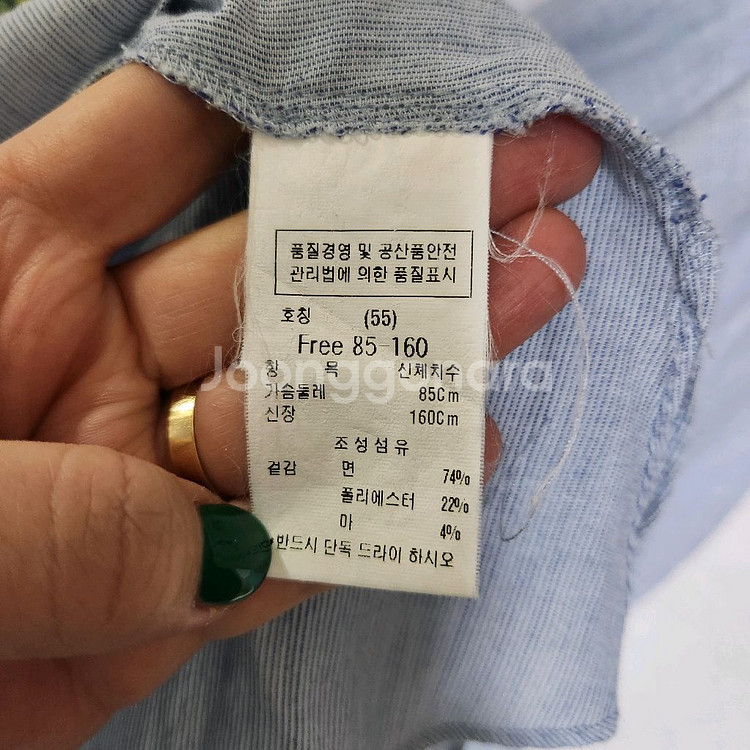 품질경영 및 공산품안전
관리법에 의한 품질표시
호칭 (55)
Free 85-160
항 목 신체치수
가슴둘레 85Cm
신장 160Cm
조성섬유
겉감 면 74%
폴리에스터 22%
마 4%
반드시 단독 드라이 하시오
Joonggonara